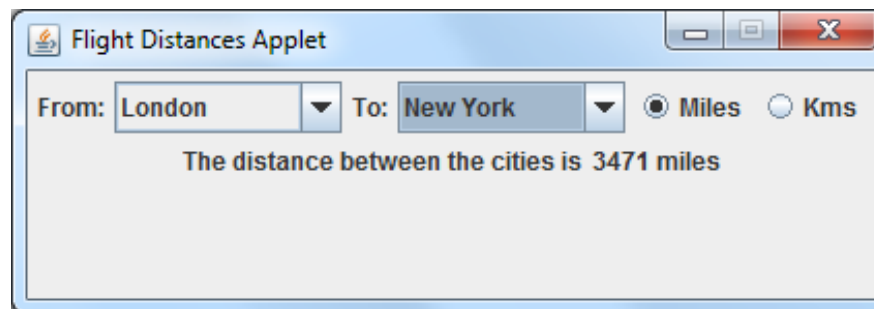 Flight Distances Applet
From: London To: New York Miles Kms
The distance between the cities is 3471 miles